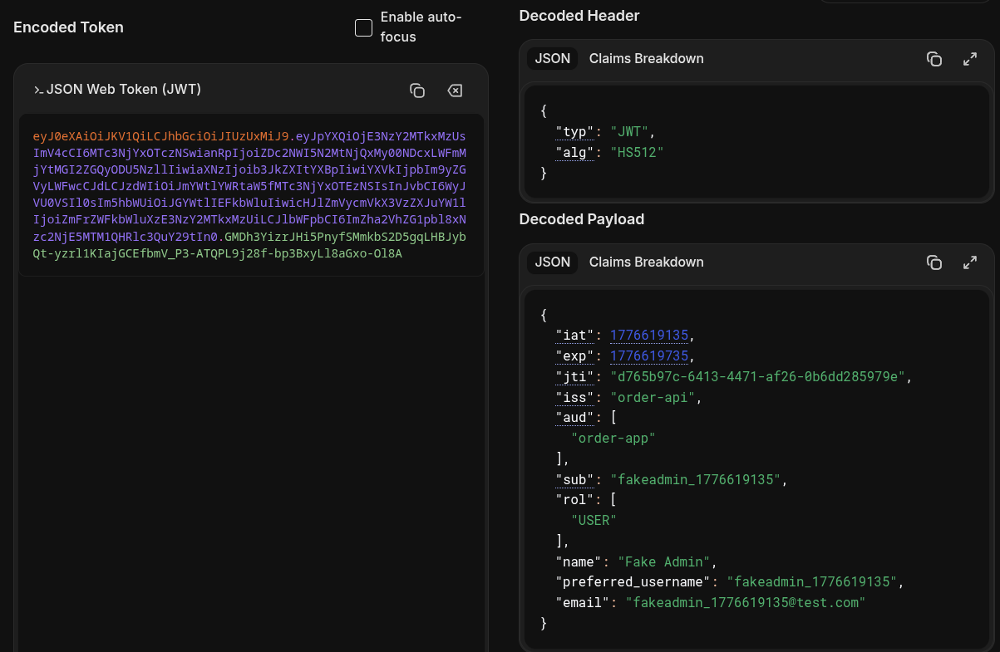 Encoded Token
Enable auto-
focus
JSON Web Token (JWT)
eyJ0eXAiOiJKV1QiLCJhbGciOiJIUzUxMiJ9.eyJpYXQiOjE3NzY2MTkxMzUs
ImV4cCI6MTc3NjYxOTczNSwianRpIjoiZDc2NWI5N2MtNjQxMy00NDcxLWFmM
jYtMGI2ZGQyODU5NzllIiwiaXNzIjoib3JkZXItYXBpIiwiYXVkIjpbIm9yZG
VyLWFwcCJdLCJzdWIiOiJmYWtlYWRtaW5fMTc3NjYxOTEzNSIsInJvbCI6WyJ
VU0VSIl0sIm5hbWUiOiJGYWtlIEFkbWluIiwicHJlZmVycmVkX3VzZXJuYW1l
IjoiZmFrZWFkbWluXzE3NzY2MTkxMzUiLCJlbWFpbCI6ImZha2VhZG1pbl8xN
zc2NjE5MTM1QHRlc3QuY29tIn0.GMDh3YizrJHi5PnyfSMmkbS2D5gqLHBJyb
Qt-yzrl1KIajGCEfbmV_P3-ATQPL9j28f-bp3BxyLl8aGxo-Ol8A
Decoded Header
JSON Claims Breakdown
{
"typ": "JWT",
"alg": "HS512"
}
Decoded Payload
JSON Claims Breakdown
{
"iat": 1776619135,
"exp": 1776619735,
"jti": "d765b97c-6413-4471-af26-0b6dd285979e",
"iss": "order-api",
"aud": [
"order-app"
],
"sub": "fakeadmin_1776619135",
"rol": [
"USER"
],
"name": "Fake Admin",
"preferred_username": "fakeadmin_1776619135",
"email": "fakeadmin_1776619135@test.com"
}